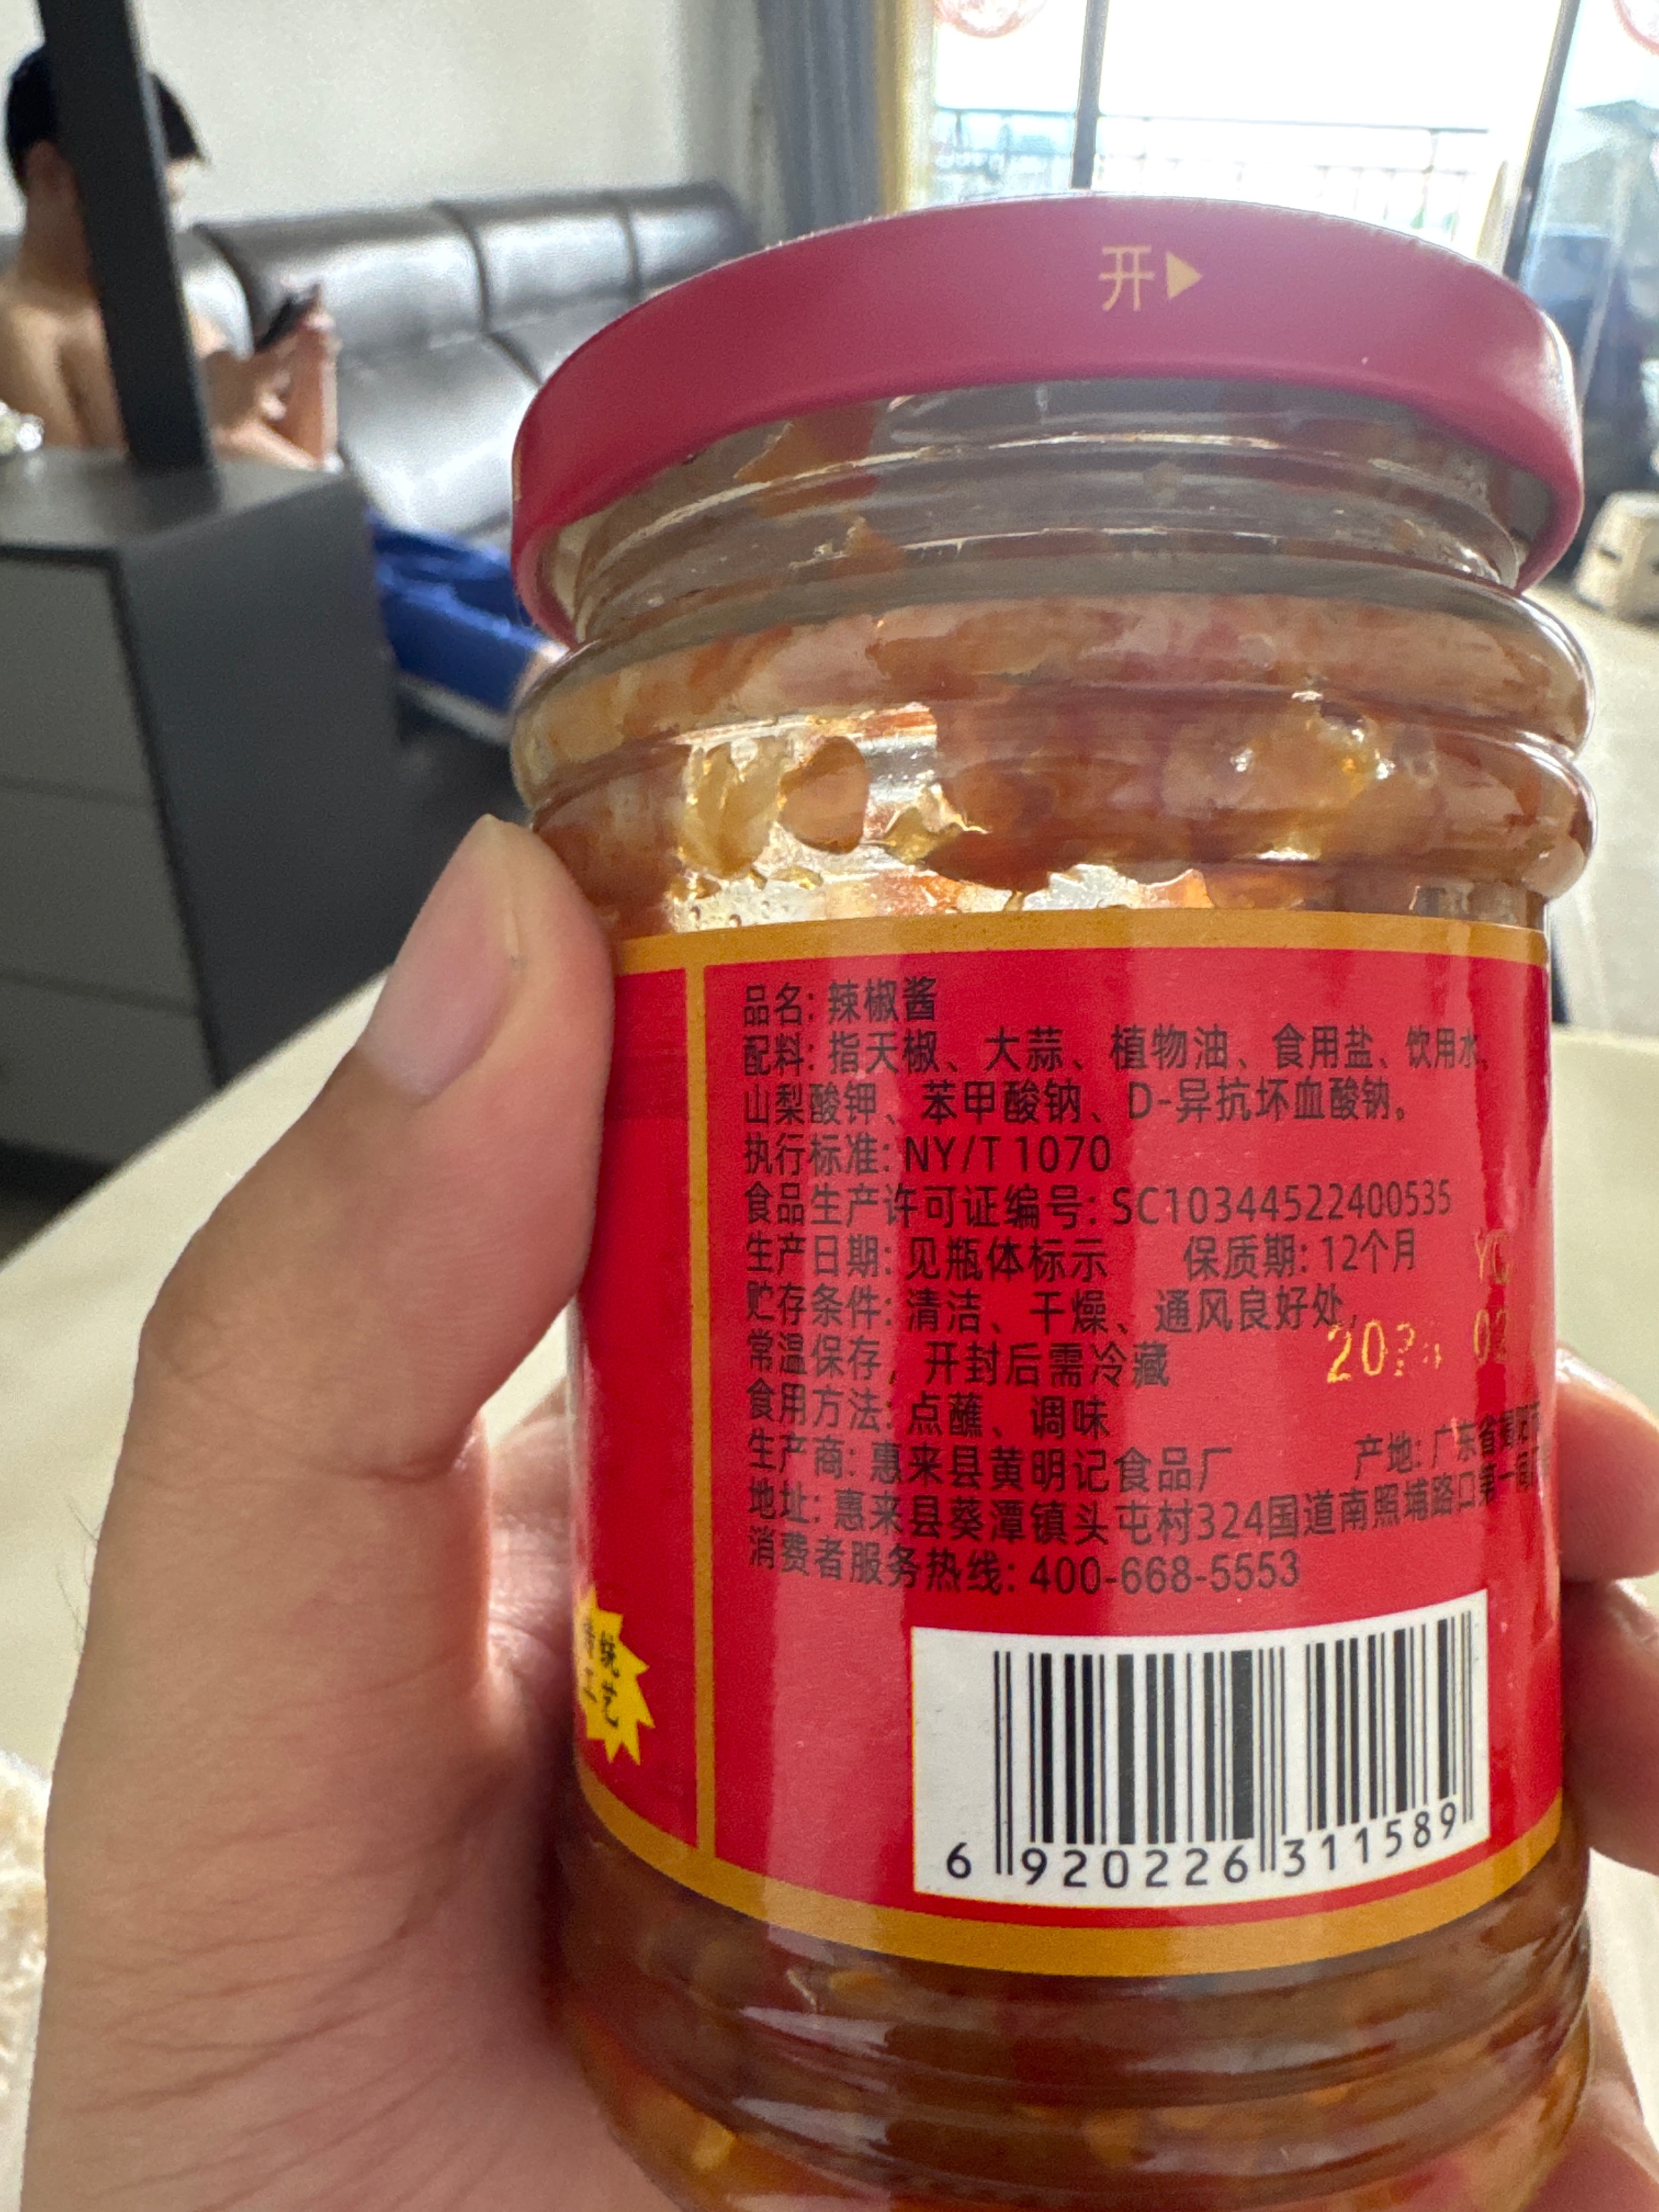 开
品名: 辣椒酱
配料: 指天椒、大蒜、植物油、食用盐、饮用水、
山梨酸钾、苯甲酸钠、D-异抗坏血酸钠。
执行标准: NY/T 1070
食品生产许可证编号: SC10344522400535
生产日期: 见瓶体标示 保质期: 12个月
贮存条件: 清洁、干燥、通风良好处,
常温保存, 开封后需冷藏
食用方法: 点蘸、调味
生产商: 惠来县黄明记食品厂 产地: 广东省揭阳市
地址: 惠来县葵潭镇头屯村324国道南照埔路口第一间
消费者服务热线: 400-668-5553
传统
工艺
6 920226 311589